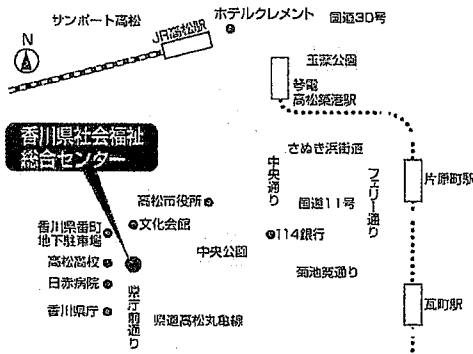 サンポート高松
ホテルクレメント
国道30号
N
JR高松駅
玉藻公園
琴電
高松築港駅
香川県社会福祉
総合センター
さぬき浜街道
中央通り
フェリー通り
片原町駅
高松市役所
国道11号
香川県番町
地下駐車場
文化会館
114銀行
中央公園
高松高校
菊池寛通り
日赤病院
県庁前通り
瓦町駅
香川県庁
県道高松丸亀線